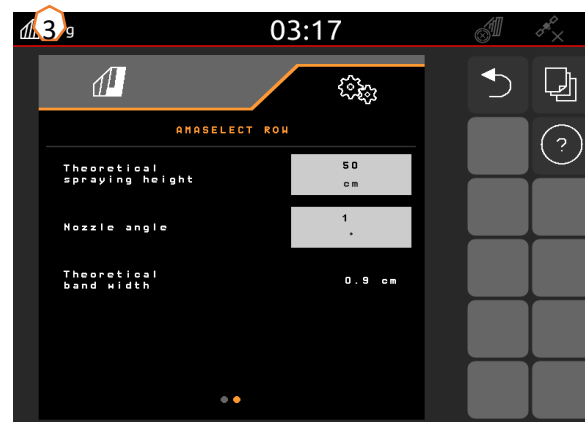 3
g
03:17
AMASELECT ROW
Theoretical
spraying height
50
cm
Nozzle angle
1
°
Theoretical
band width
0.9 cm
?